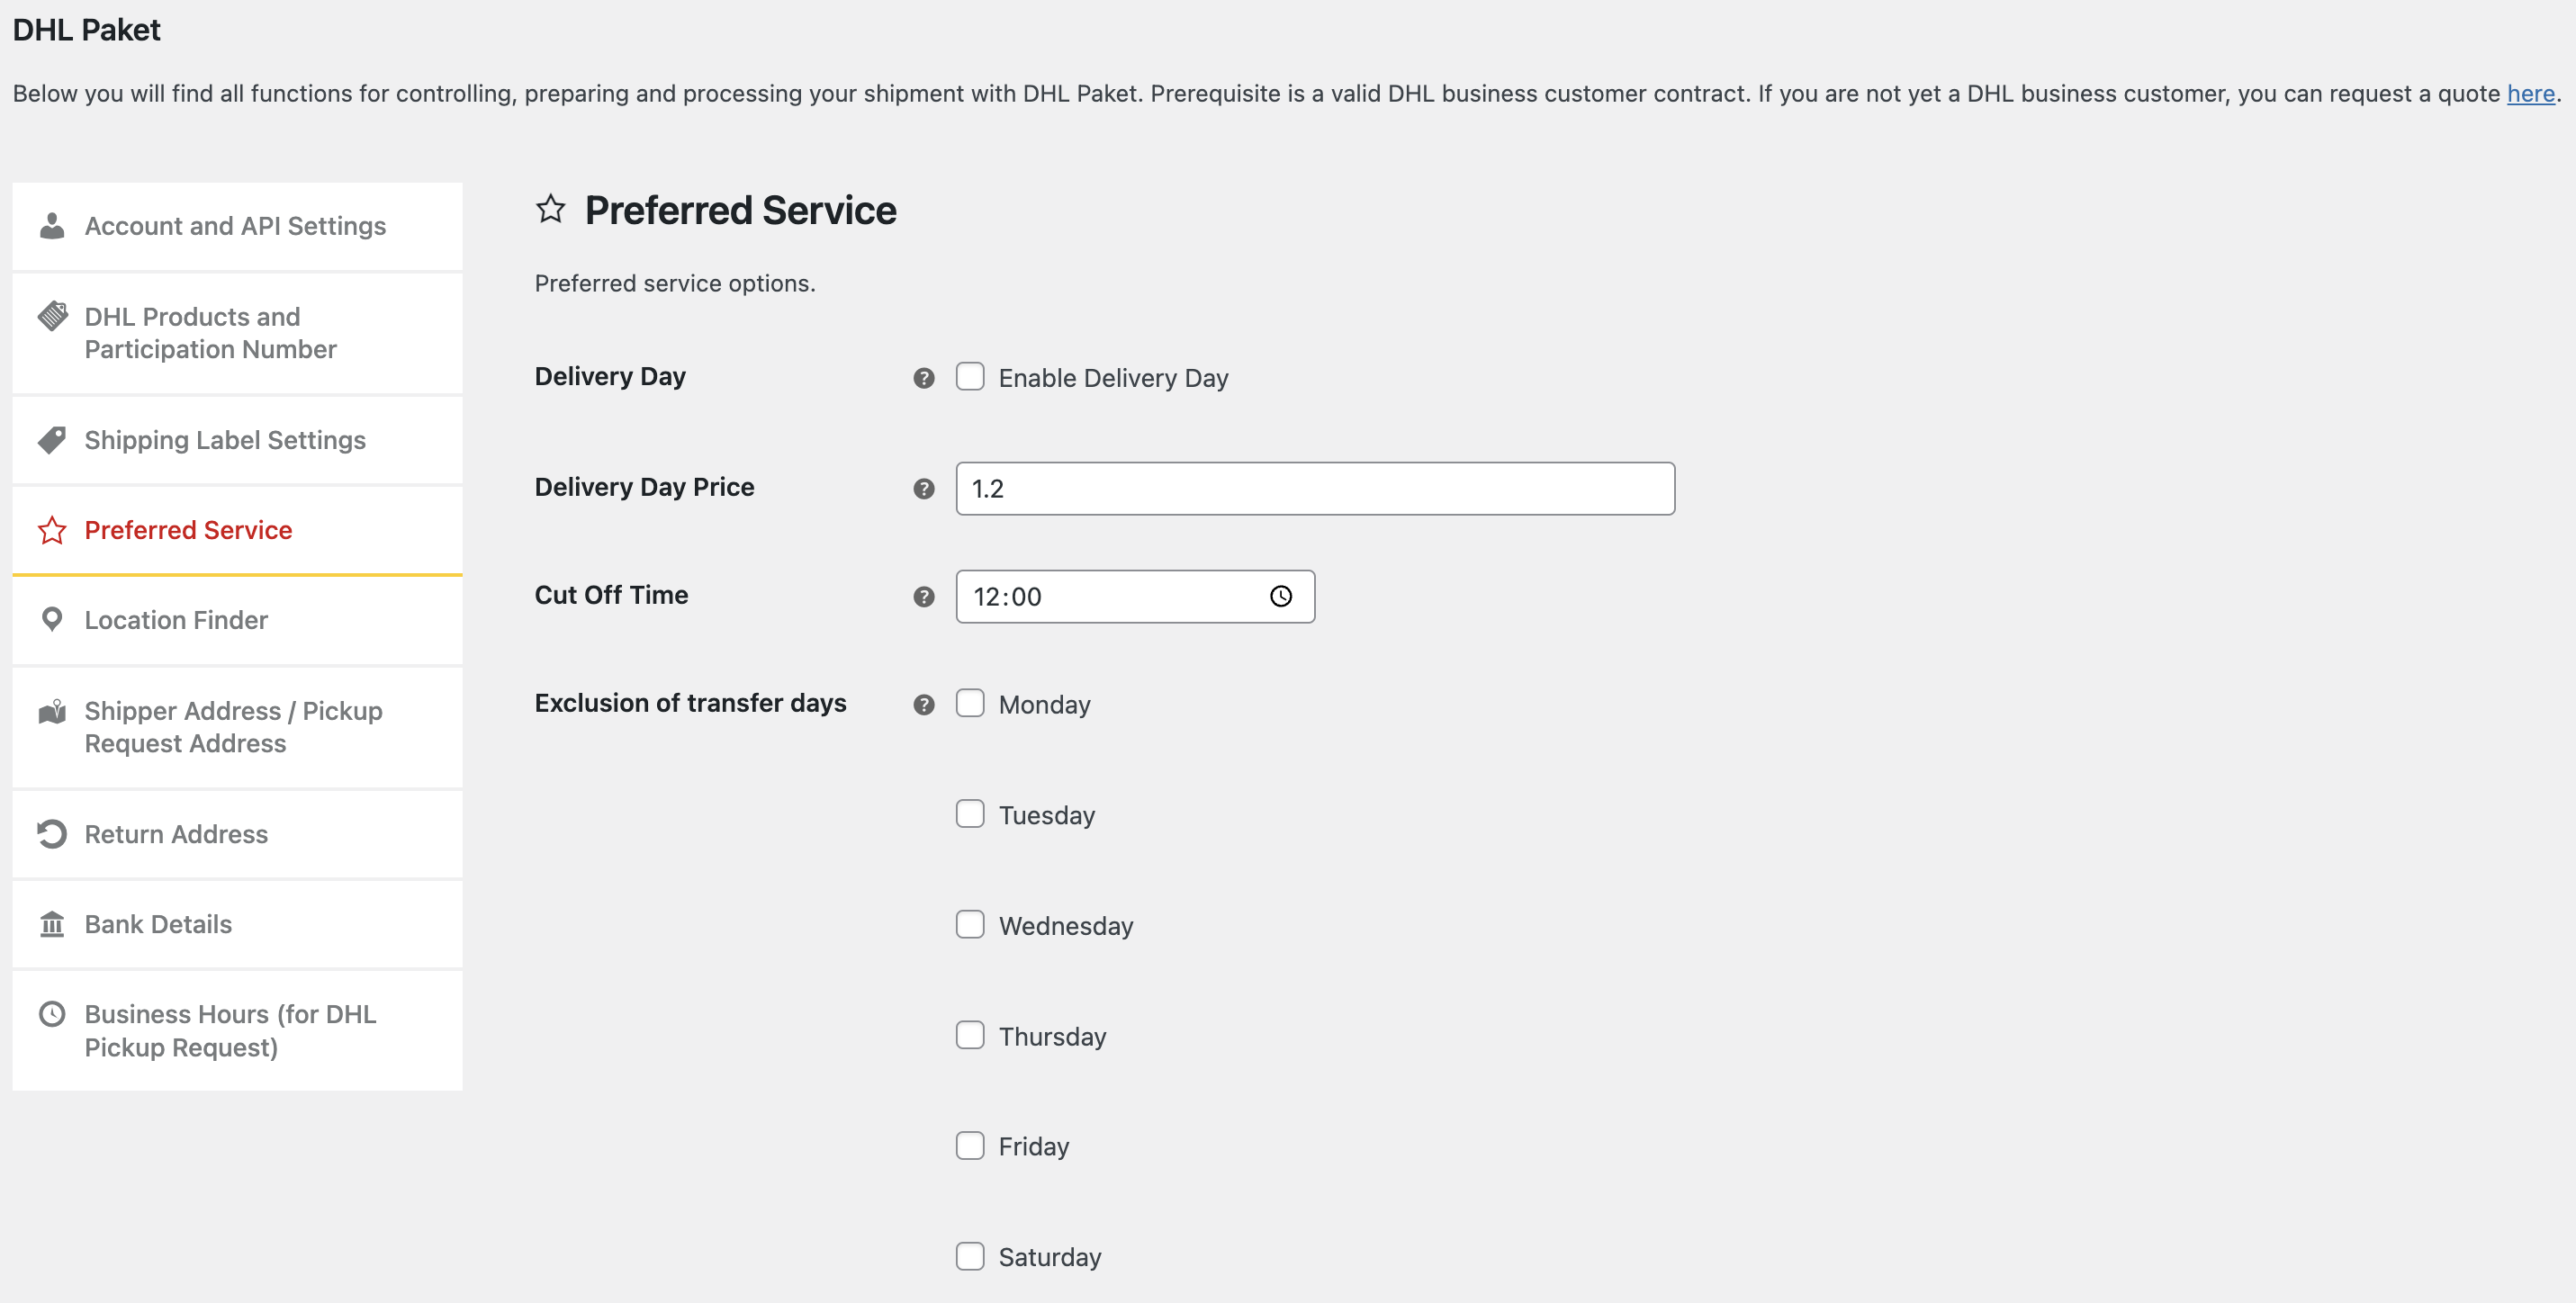 DHL Paket
Below you will find all functions for controlling, preparing and processing your shipment with DHL Paket. Prerequisite is a valid DHL business customer contract. If you are not yet a DHL business customer, you can request a quote here.
Account and API Settings
DHL Products and
Participation Number
Shipping Label Settings
Preferred Service
Location Finder
Shipper Address / Pickup
Request Address
Return Address
Bank Details
Business Hours (for DHL
Pickup Request)
Preferred Service
Preferred service options.
Delivery Day ? Enable Delivery Day
Delivery Day Price ? 1.2
Cut Off Time ? 12:00
Exclusion of transfer days ? Monday
Tuesday
Wednesday
Thursday
Friday
Saturday